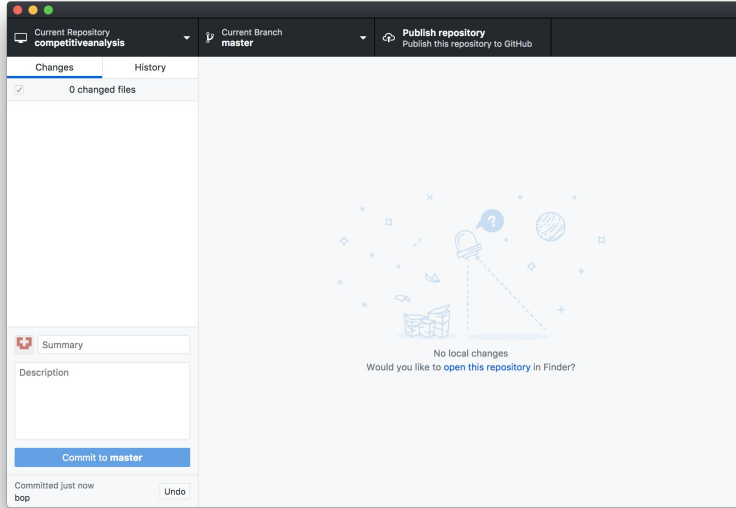 Current Repository
competitiveanalysis
Current Branch
master
Publish repository
Publish this repository to GitHub
Changes
History
0 changed files
?
No local changes
Would you like to open this repository in Finder?
Summary
Description
Commit to master
Committed just now
bop
Undo